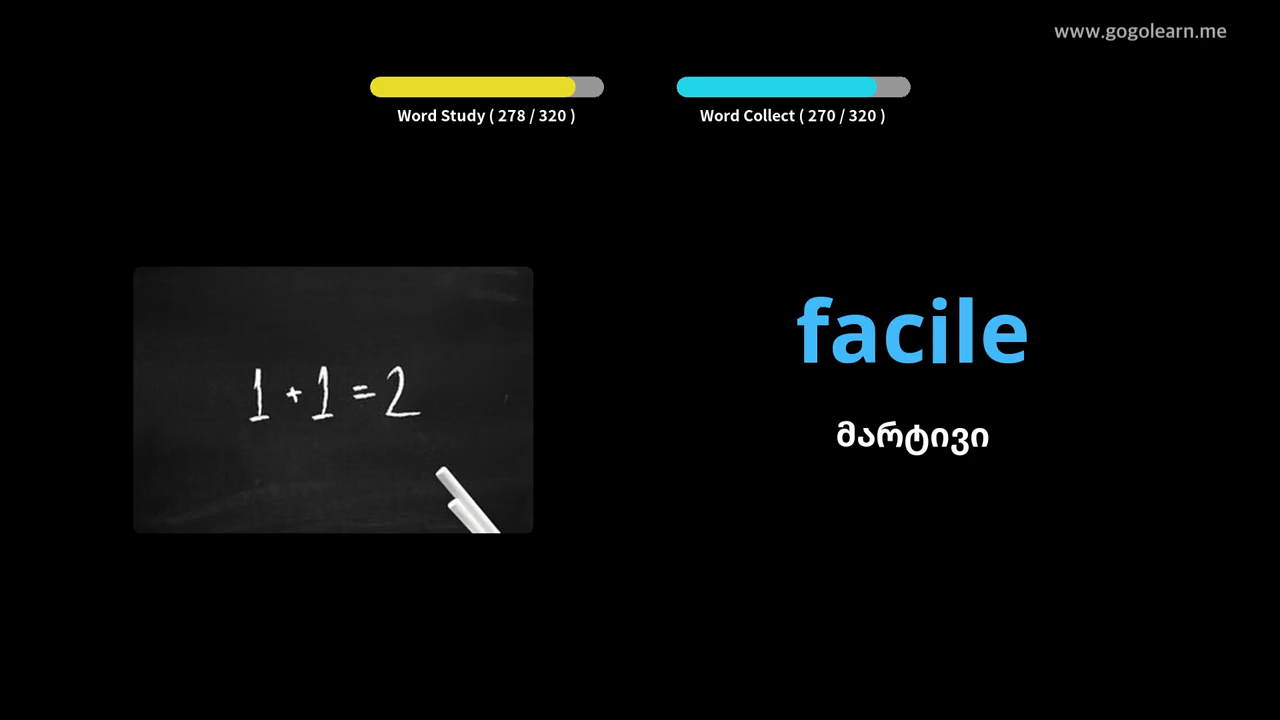 www.gogolearn.me
Word Study ( 278 / 320 )
Word Collect ( 270 / 320 )
1 + 1 = 2
facile
მარტივი